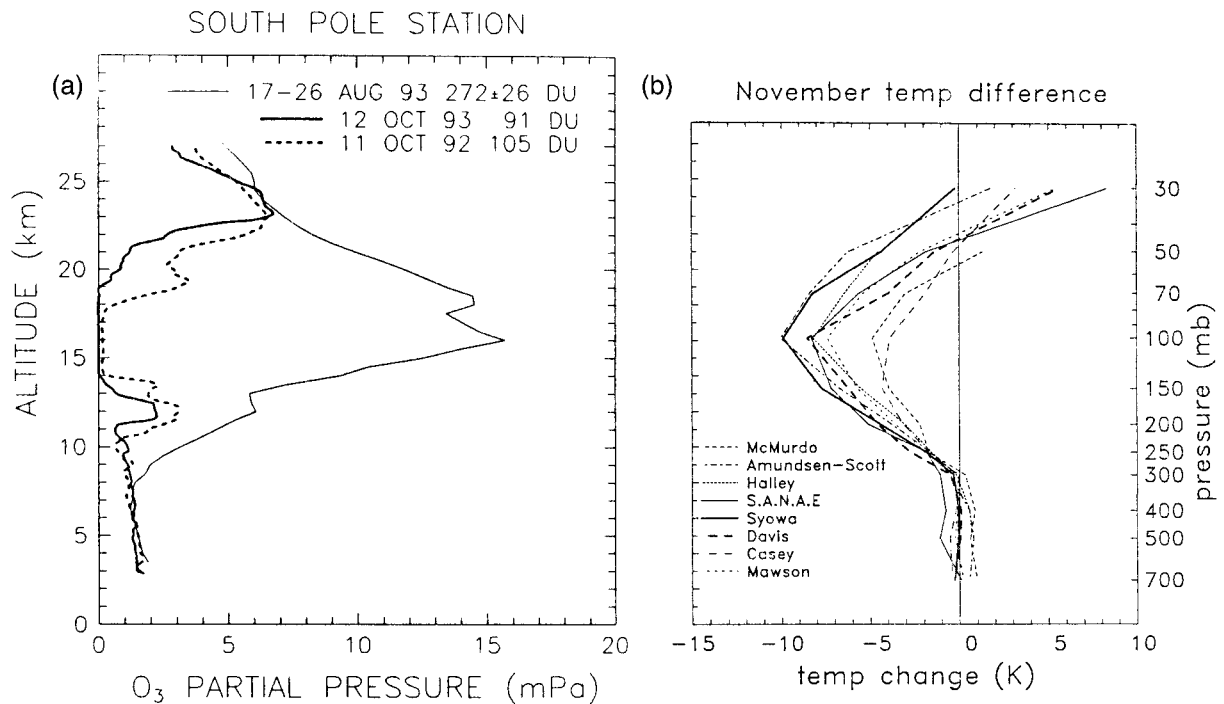 SOUTH POLE STATION
(a)
17-26 AUG 93 272±26 DU
12 OCT 93 91 DU
11 OCT 92 105 DU
ALTITUDE (km)
25
20
15
10
5
0
0 5 10 15 20
O₃ PARTIAL PRESSURE (mPa)
(b)
November temp difference
30
50
70
100
150
200
250
300
400
500
700
pressure (mb)
McMurdo
Amundsen-Scott
Halley
S.A.N.A.E
Syowa
Davis
Casey
Mawson
-15 -10 -5 0 5 10
temp change (K)